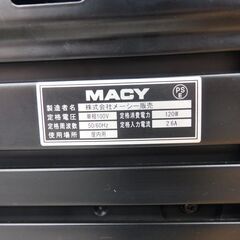 MACY
PS
E
製造者名 株式会社メーシー販売
定格電圧 単相100V 定格消費電力 120W
定格周波数 50/60Hz 定格入力電流 2.6A
使用場所 屋内用